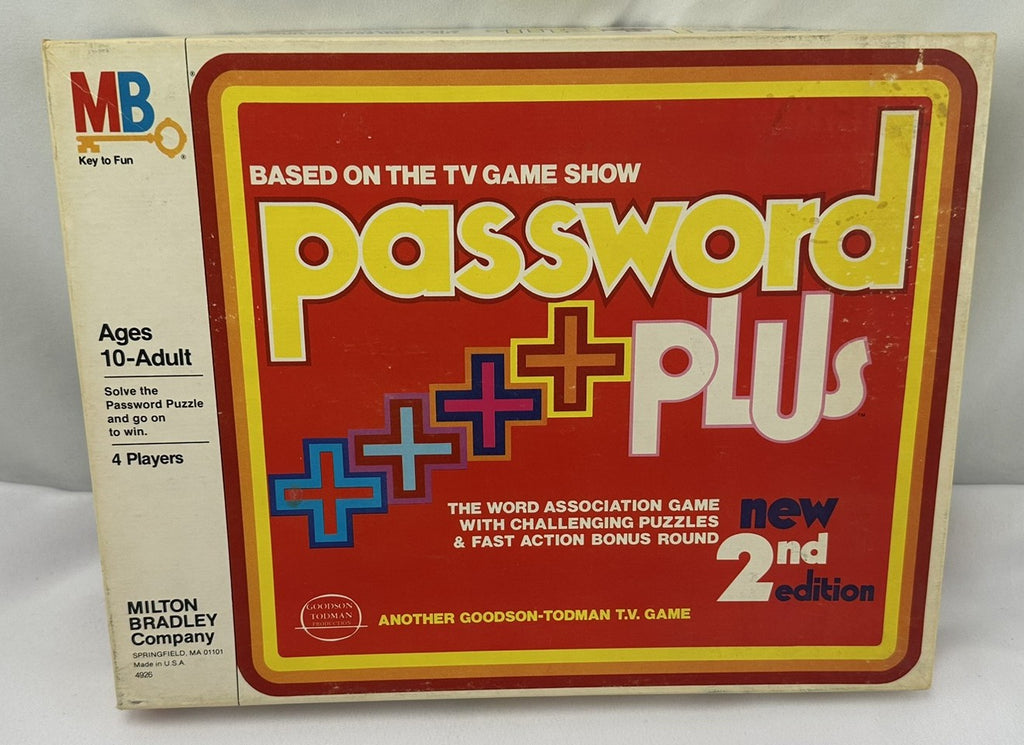 MB
Key to Fun
BASED ON THE TV GAME SHOW
password
plus
Ages
10-Adult
Solve the
Password Puzzle
and go on
to win.
4 Players
THE WORD ASSOCIATION GAME
WITH CHALLENGING PUZZLES
& FAST ACTION BONUS ROUND
new
2nd
edition
GOODSON
TODMAN
PRODUCTION
ANOTHER GOODSON-TODMAN T.V. GAME
MILTON
BRADLEY
Company
SPRINGFIELD, MA 01101
Made in U.S.A.
4926